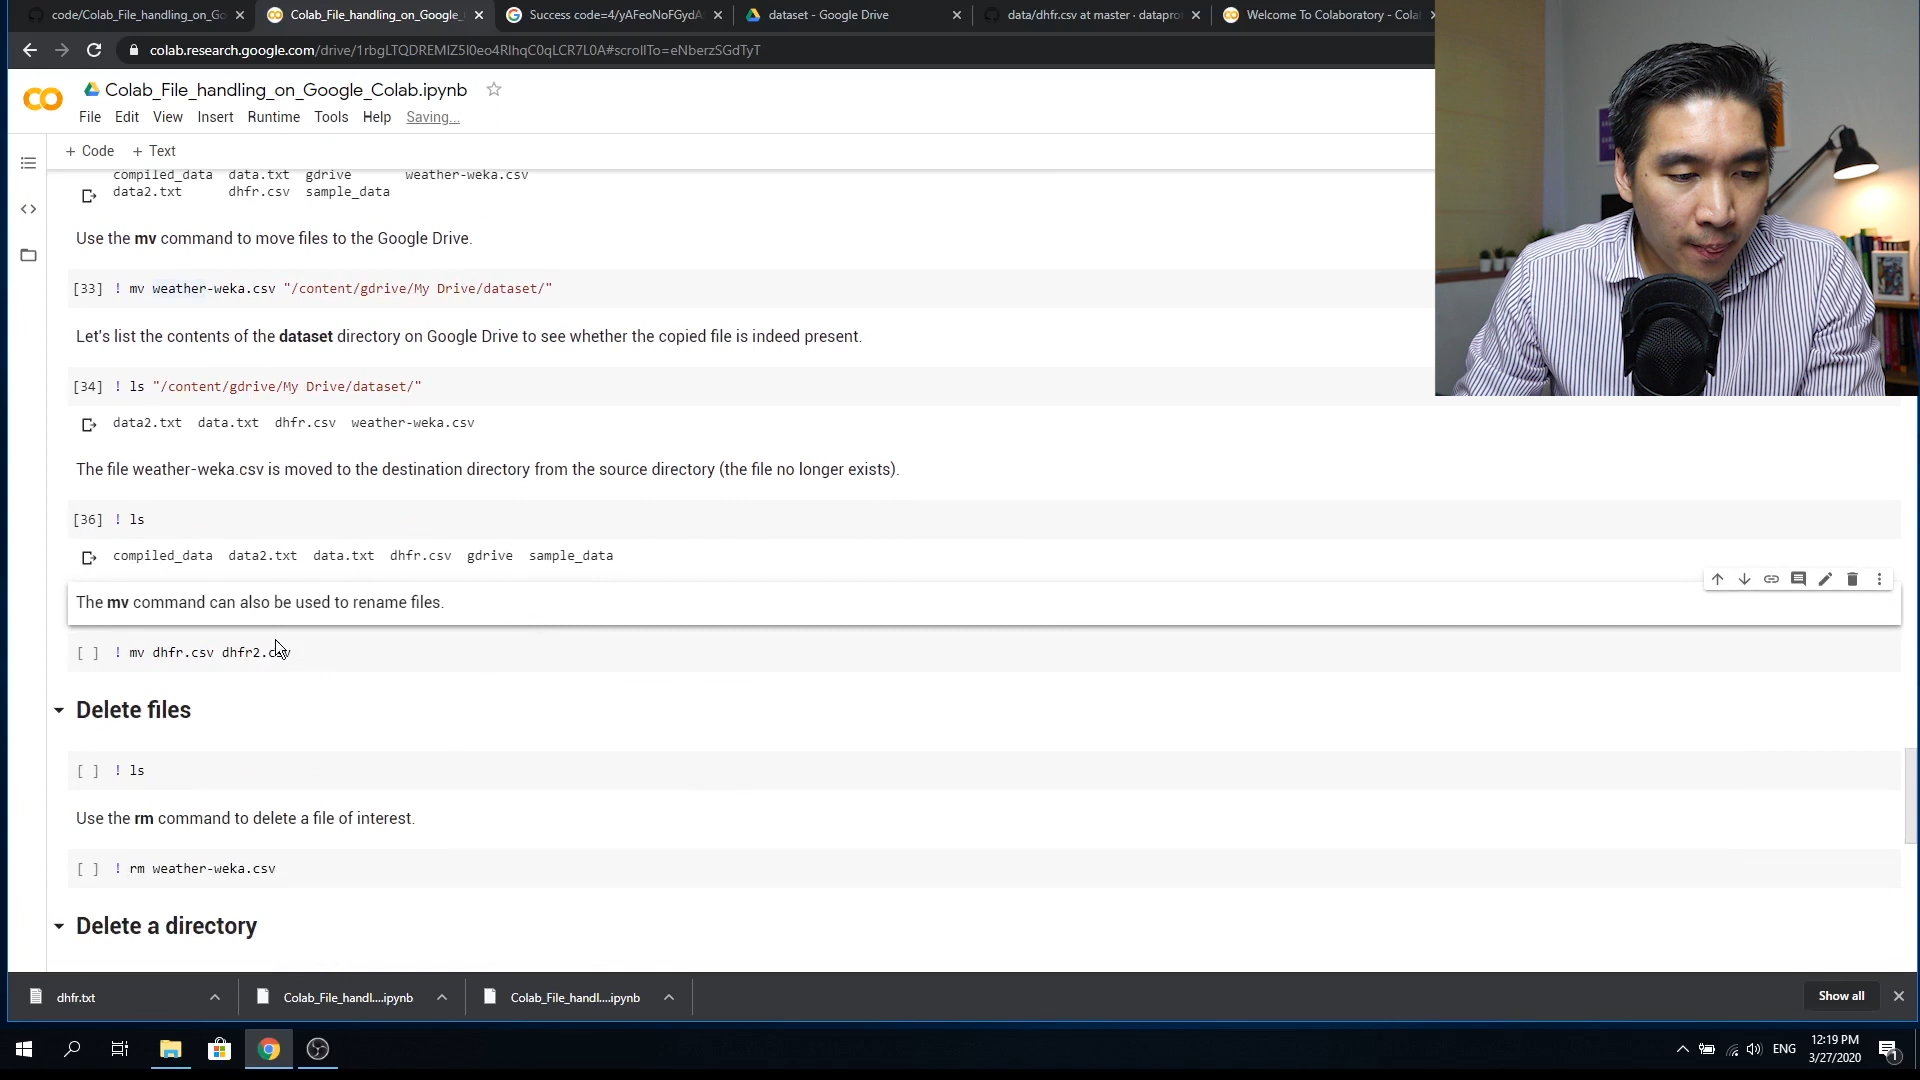 code/Colab_File_handling_on_Go
Colab_File_handling_on_Google_
Success code=4/yAFeoNoFGydA
dataset - Google Drive
data/dhfr.csv at master · datapro
Welcome To Colaboratory - Cola
colab.research.google.com/drive/1rbgLTQDREMIZ5I0eo4RIhqC0qLCR7L0A#scrollTo=eNberzSGdTyT
Colab_File_handling_on_Google_Colab.ipynb
File Edit View Insert Runtime Tools Help Saving...
+ Code + Text
compiled_data data.txt gdrive weather-weka.csv
data2.txt dhfr.csv sample_data
Use the mv command to move files to the Google Drive.
[33] ! mv weather-weka.csv "/content/gdrive/My Drive/dataset/"
Let's list the contents of the dataset directory on Google Drive to see whether the copied file is indeed present.
[34] ! ls "/content/gdrive/My Drive/dataset/"
data2.txt data.txt dhfr.csv weather-weka.csv
The file weather-weka.csv is moved to the destination directory from the source directory (the file no longer exists).
[36] ! ls
compiled_data data2.txt data.txt dhfr.csv gdrive sample_data
The mv command can also be used to rename files.
[ ] ! mv dhfr.csv dhfr2.csv
Delete files
[ ] ! ls
Use the rm command to delete a file of interest.
[ ] ! rm weather-weka.csv
Delete a directory
dhfr.txt
Colab_File_handl....ipynb
Colab_File_handl....ipynb
Show all
ENG
12:19 PM
3/27/2020
1